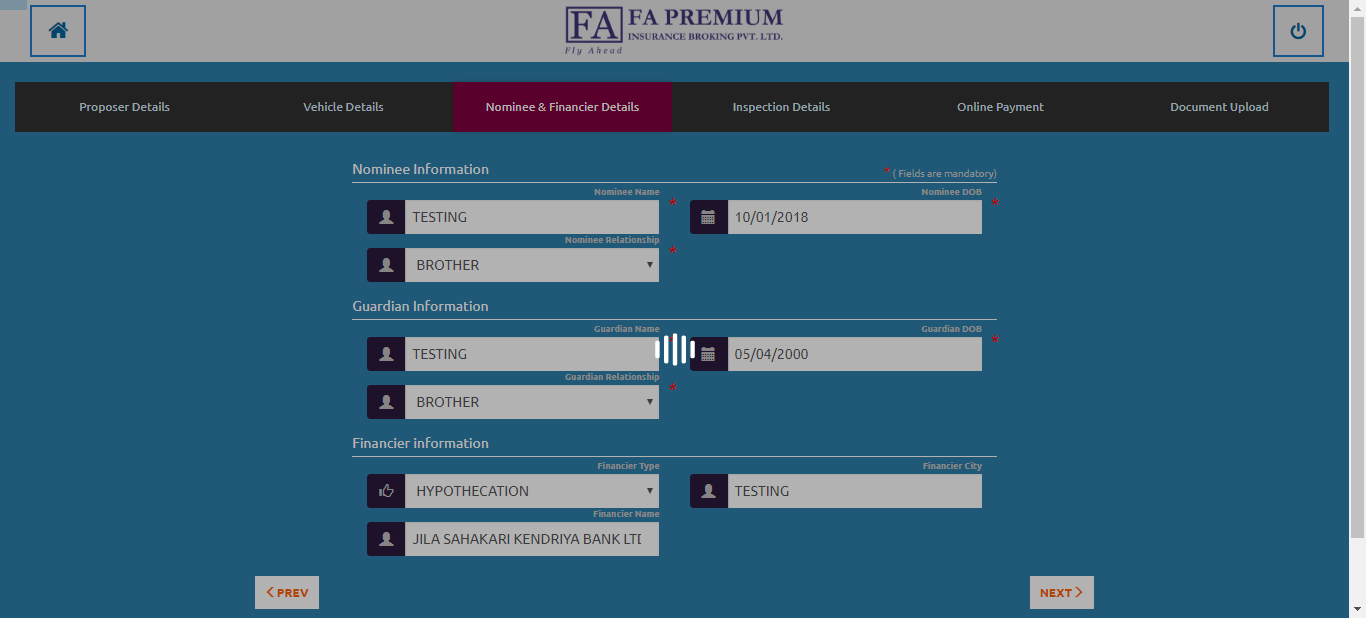 FA FA PREMIUM
INSURANCE BROKING PVT. LTD.
Fly Ahead
Proposer Details Vehicle Details Nominee & Financier Details Inspection Details Online Payment Document Upload
Nominee Information * ( Fields are mandatory)
Nominee Name * Nominee DOB *
TESTING 10/01/2018
Nominee Relationship *
BROTHER
Guardian Information
Guardian Name Guardian DOB *
TESTING 05/04/2000
Guardian Relationship *
BROTHER
Financier information
Financier Type Financier City
HYPOTHECATION TESTING
Financier Name
JILA SAHAKARI KENDRIYA BANK
PREV NEXT